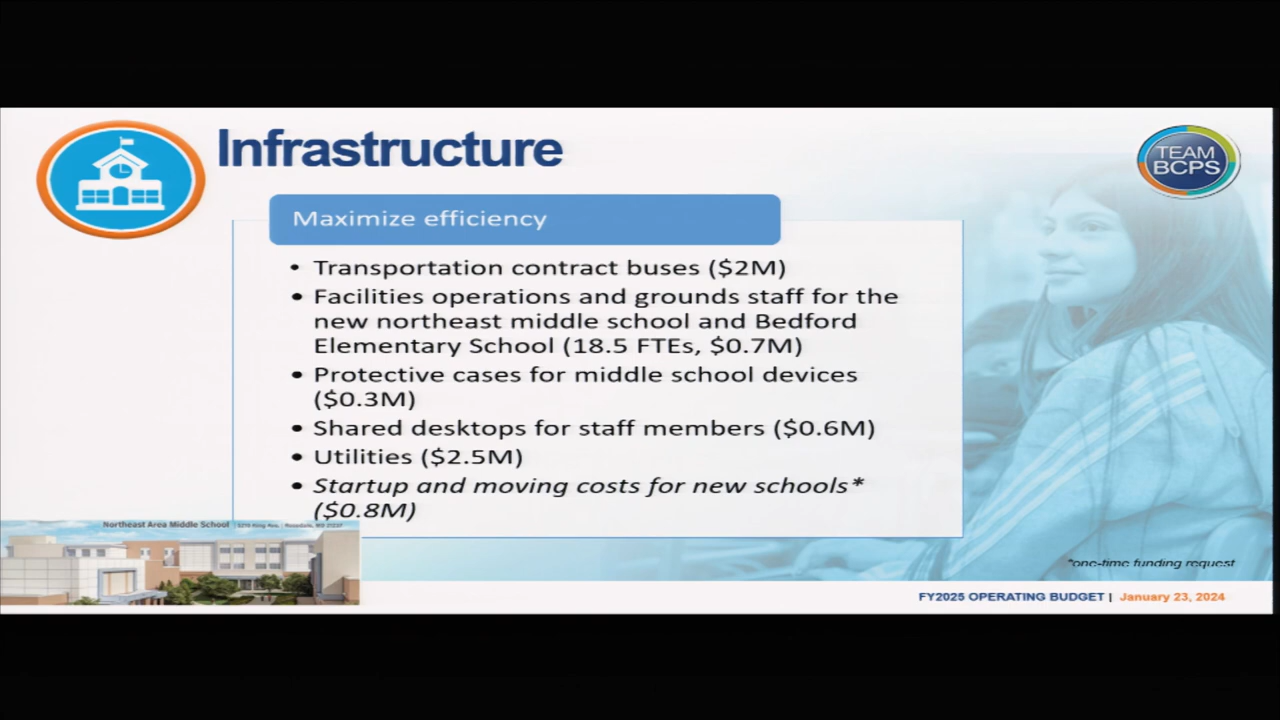 Infrastructure
TEAM
BCPS
Maximize efficiency
• Transportation contract buses ($2M)
• Facilities operations and grounds staff for the
new northeast middle school and Bedford
Elementary School (18.5 FTEs, $0.7M)
• Protective cases for middle school devices
($0.3M)
• Shared desktops for staff members ($0.6M)
• Utilities ($2.5M)
• Startup and moving costs for new schools*
($0.8M)
Northeast Area Middle School
*one-time funding request
FY2025 OPERATING BUDGET | January 23, 2024